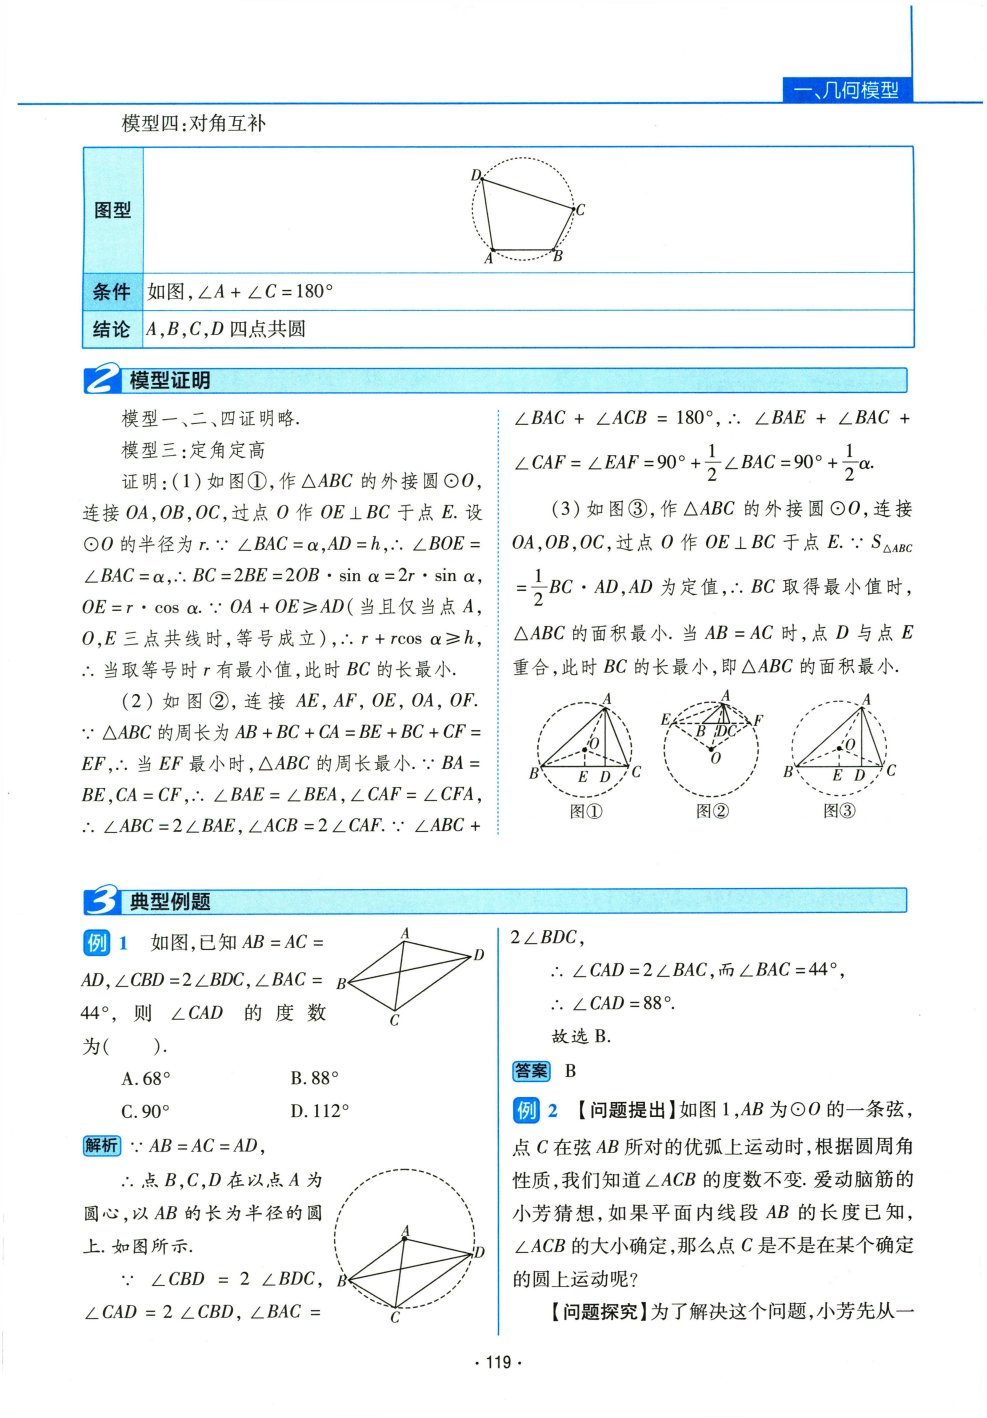 一、几何模型
模型四:对角互补
图型
D
C
A
B
条件 如图,∠A+∠C=180°
结论 A,B,C,D四点共圆
2 模型证明
模型一、二、四证明略.
模型三:定角定高
证明:(1)如图①,作△ABC的外接圆⊙O,
连接OA,OB,OC,过点O作OE⊥BC于点E.设
⊙O的半径为r.∵∠BAC=α,AD=h,∴∠BOE=
∠BAC=α,∴BC=2BE=2OB·sin α=2r·sin α,
OE=r·cos α.∵OA+OE≥AD(当且仅当点A,
O,E三点共线时,等号成立),∴r+rcos α≥h,
∴当取等号时r有最小值,此时BC的长最小.
(2)如图②,连接AE,AF,OE,OA,OF.
∵△ABC的周长为AB+BC+CA=BE+BC+CF=
EF,∴当EF最小时,△ABC的周长最小.∵BA=
BE,CA=CF,∴∠BAE=∠BEA,∠CAF=∠CFA,
∴∠ABC=2∠BAE,∠ACB=2∠CAF.∵∠ABC+
∠BAC+∠ACB=180°,∴∠BAE+∠BAC+
∠CAF=∠EAF=90°+1/2∠BAC=90°+1/2α.
(3)如图③,作△ABC的外接圆⊙O,连接
OA,OB,OC,过点O作OE⊥BC于点E.∵S△ABC
=1/2BC·AD,AD为定值,∴BC取得最小值时,
△ABC的面积最小.当AB=AC时,点D与点E
重合,此时BC的长最小,即△ABC的面积最小.
A
O
B E D C
图①
A
E B D C F
O
图②
A
O
B E D C
图③
3 典型例题
例 1 如图,已知AB=AC=
AD,∠CBD=2∠BDC,∠BAC=
44°,则∠CAD的度数
为( ).
A
D
B
C
A.68° B.88°
C.90° D.112°
解析 ∵AB=AC=AD,
∴点B,C,D在以点A为
圆心,以AB的长为半径的圆
上.如图所示.
∵∠CBD=2∠BDC,
∠CAD=2∠CBD,∠BAC=
A
D
B
C
2∠BDC,
∴∠CAD=2∠BAC,而∠BAC=44°,
∴∠CAD=88°.
故选B.
答案 B
例 2 【问题提出】如图1,AB为⊙O的一条弦,
点C在弦AB所对的优弧上运动时,根据圆周角
性质,我们知道∠ACB的度数不变.爱动脑筋的
小芳猜想,如果平面内线段AB的长度已知,
∠ACB的大小确定,那么点C是不是在某个确定
的圆上运动呢?
【问题探究】为了解决这个问题,小芳先从一
·119·